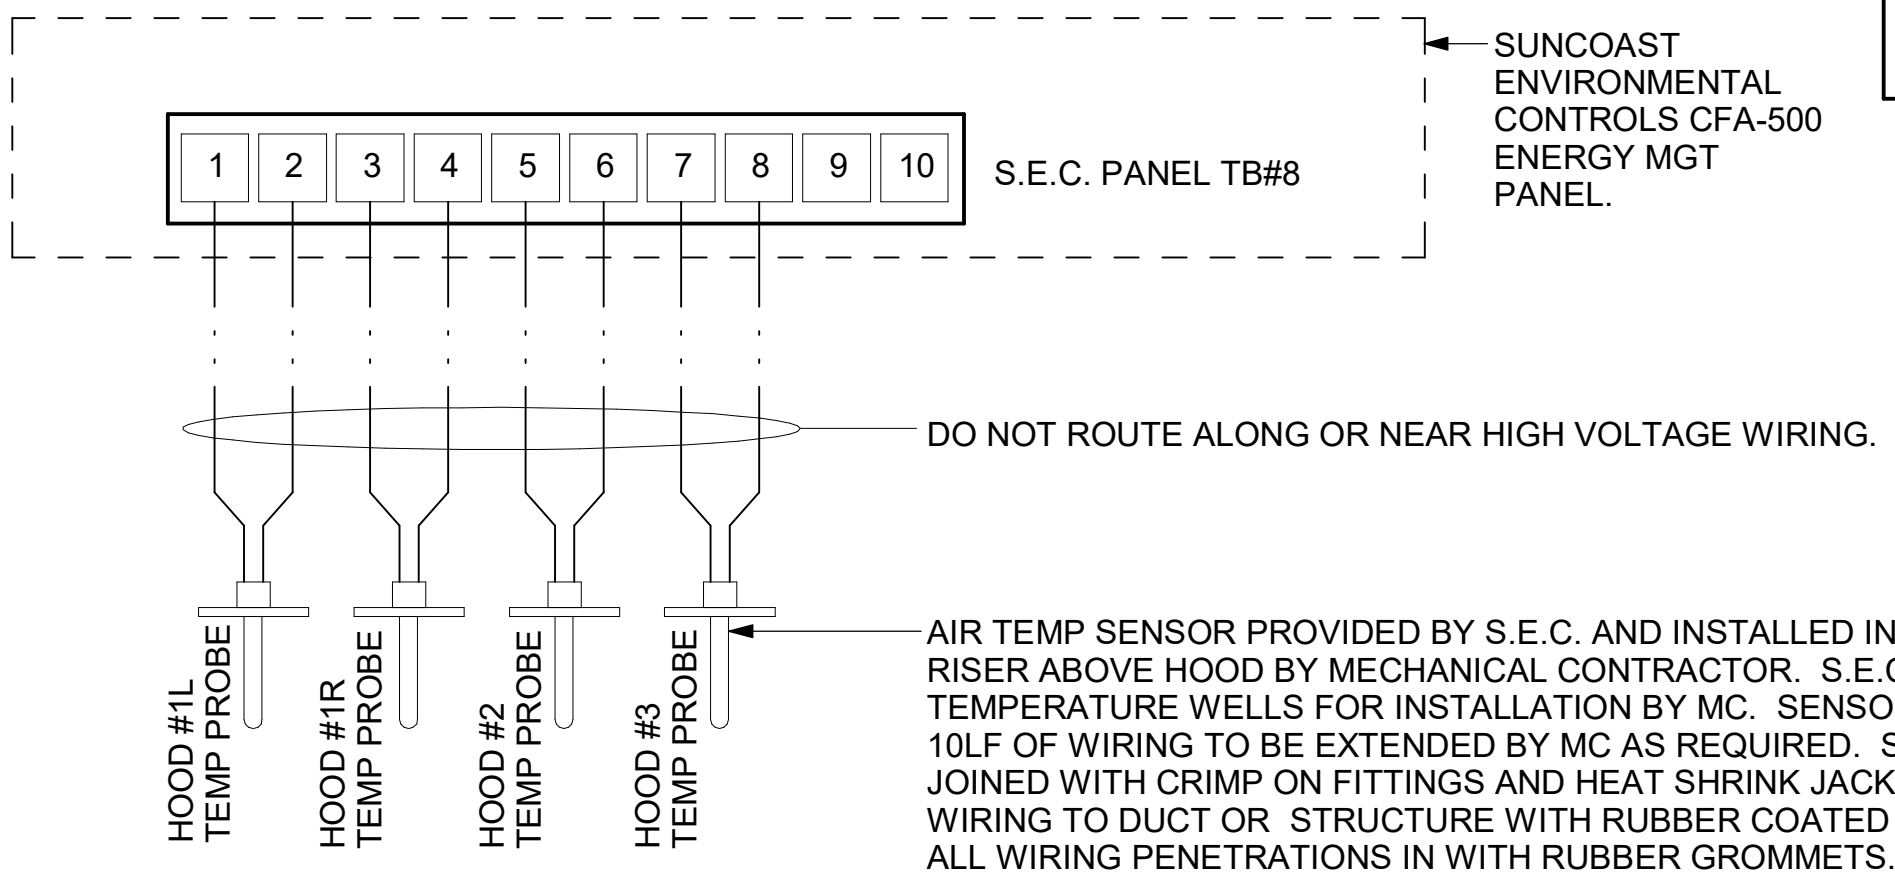 SUNCOAST
ENVIRONMENTAL
CONTROLS CFA-500
ENERGY MGT
PANEL.
1 2 3 4 5 6 7 8 9 10
S.E.C. PANEL TB#8
DO NOT ROUTE ALONG OR NEAR HIGH VOLTAGE WIRING.
HOOD #1L
TEMP PROBE
HOOD #1R
TEMP PROBE
HOOD #2
TEMP PROBE
HOOD #3
TEMP PROBE
AIR TEMP SENSOR PROVIDED BY S.E.C. AND INSTALLED IN
RISER ABOVE HOOD BY MECHANICAL CONTRACTOR. S.E.C
TEMPERATURE WELLS FOR INSTALLATION BY MC. SENSO
10LF OF WIRING TO BE EXTENDED BY MC AS REQUIRED. S
JOINED WITH CRIMP ON FITTINGS AND HEAT SHRINK JACK
WIRING TO DUCT OR STRUCTURE WITH RUBBER COATED
ALL WIRING PENETRATIONS IN WITH RUBBER GROMMETS.